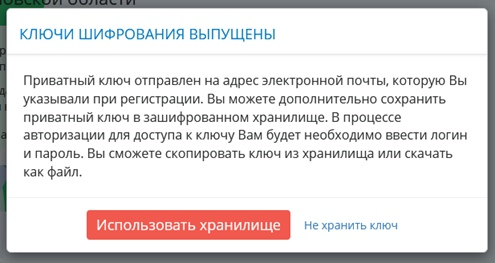 овской области
КЛЮЧИ ШИФРОВАНИЯ ВЫПУЩЕНЫ
Приватный ключ отправлен на адрес электронной почты, которую Вы
указывали при регистрации. Вы можете дополнительно сохранить
приватный ключ в зашифрованном хранилище. В процессе
авторизации для доступа к ключу Вам будет необходимо ввести логин
и пароль. Вы сможете скопировать ключ из хранилища или скачать
как файл.
Использовать хранилище
Не хранить ключ